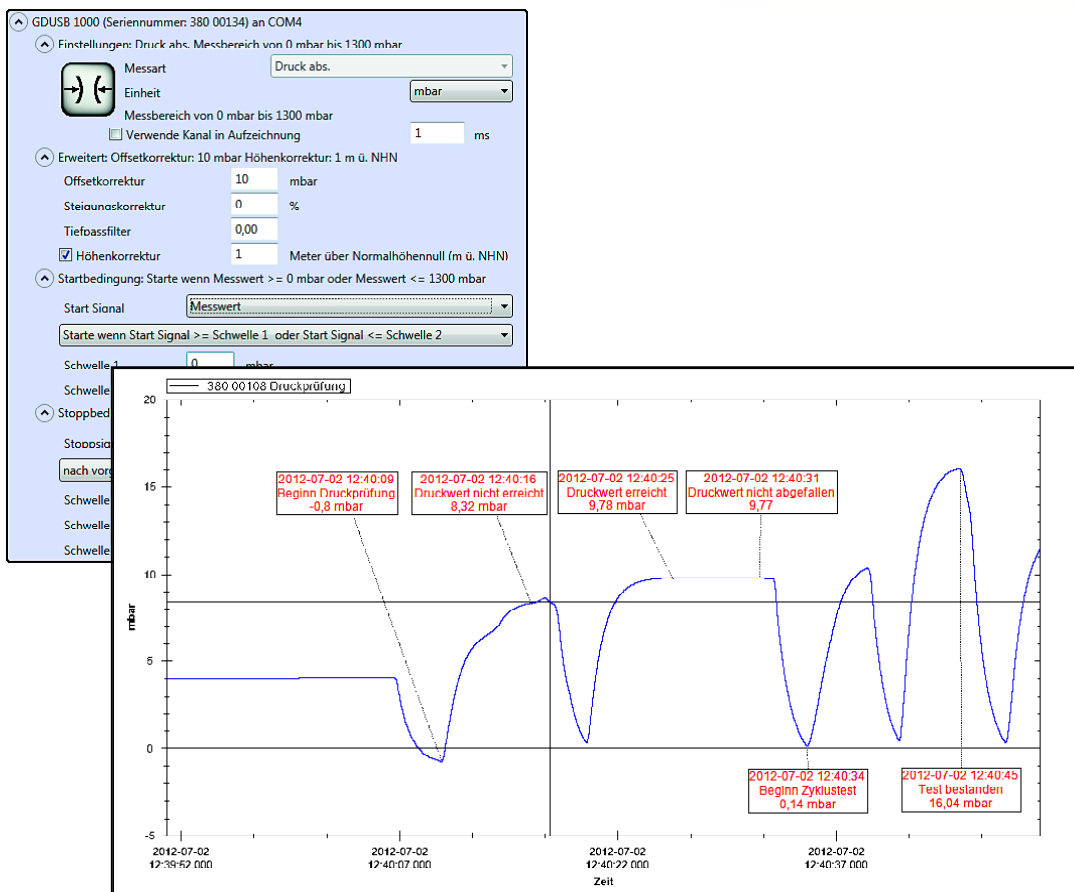 GDUSB 1000 (Seriennummer: 380 00134) an COM4
Einstellungen: Druck abs. Messbereich von 0 mbar bis 1300 mbar
Messart Druck abs.
Einheit mbar
Messbereich von 0 mbar bis 1300 mbar
Verwende Kanal in Aufzeichnung 1 ms
Erweitert: Offsetkorrektur: 10 mbar Höhenkorrektur: 1 m ü. NHN
Offsetkorrektur 10 mbar
Steigungskorrektur 0 %
Tiefpassfilter 0,00
Höhenkorrektur 1 Meter über Normalhöhennull (m ü. NHN)
Startbedingung: Starte wenn Messwert >= 0 mbar oder Messwert <= 1300 mbar
Start Signal Messwert
Starte wenn Start Signal >= Schwelle 1 oder Start Signal <= Schwelle 2
Schwelle 1 0 mbar
Schwelle
Stoppbed
Stoppsig
nach vorg
Schwelle
Schwelle
Schwelle
380 00108 Druckprüfung
20
15
10
5
0
-5
mbar
2012-07-02 12:40:09
Beginn Druckprüfung
-0,8 mbar
2012-07-02 12:40:16
Druckwert nicht erreicht
8,32 mbar
2012-07-02 12:40:25
Druckwert erreicht
9,78 mbar
2012-07-02 12:40:31
Druckwert nicht abgefallen
9,77
2012-07-02 12:40:34
Beginn Zyklustest
0,14 mbar
2012-07-02 12:40:45
Test bestanden
16,04 mbar
2012-07-02
12:39:52.000
2012-07-02
12:40:07.000
2012-07-02
12:40:22.000
2012-07-02
12:40:37.000
Zeit